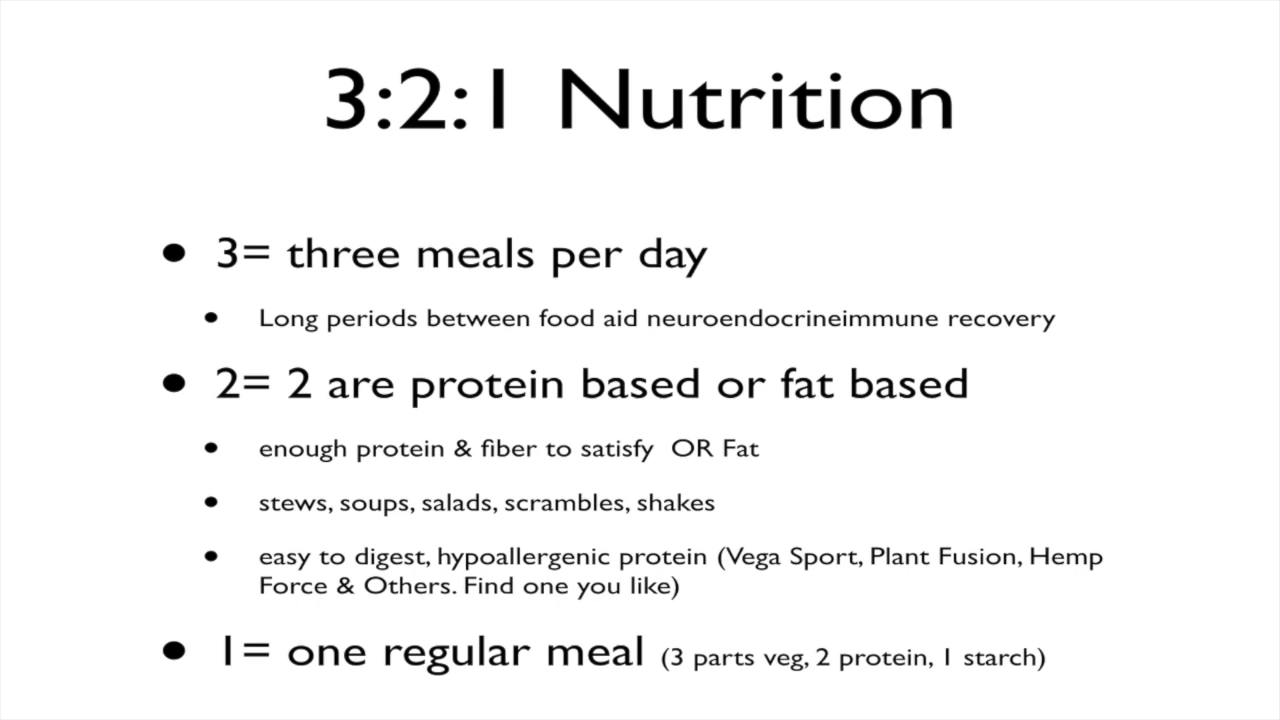 3:2:1 Nutrition
• 3= three meals per day
• Long periods between food aid neuroendocrineimmune recovery
• 2= 2 are protein based or fat based
• enough protein & fiber to satisfy OR Fat
• stews, soups, salads, scrambles, shakes
• easy to digest, hypoallergenic protein (Vega Sport, Plant Fusion, Hemp
Force & Others. Find one you like)
• 1= one regular meal (3 parts veg, 2 protein, 1 starch)